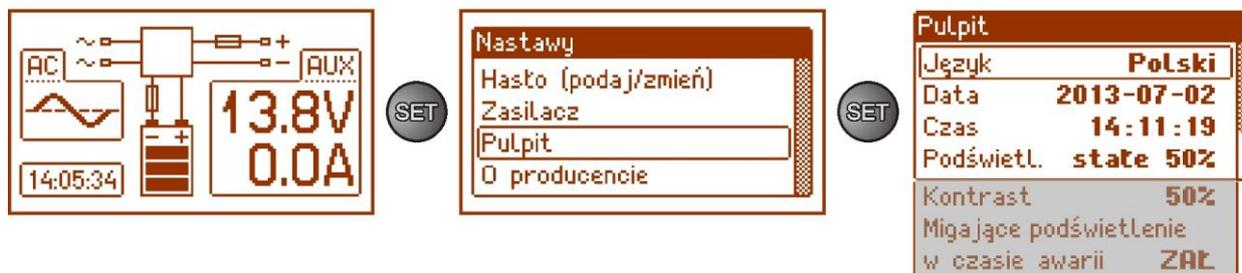 AC
AUX
13.8V
0.0A
14:05:34
SET
Nastawy
Hasło (podaj/zmień)
Zasilacz
Pulpit
O producencie
SET
Pulpit
Język Polski
Data 2013-07-02
Czas 14:11:19
Podświetl. stałe 50%
Kontrast 50%
Migające podświetlenie
w czasie awarii ZAŁ